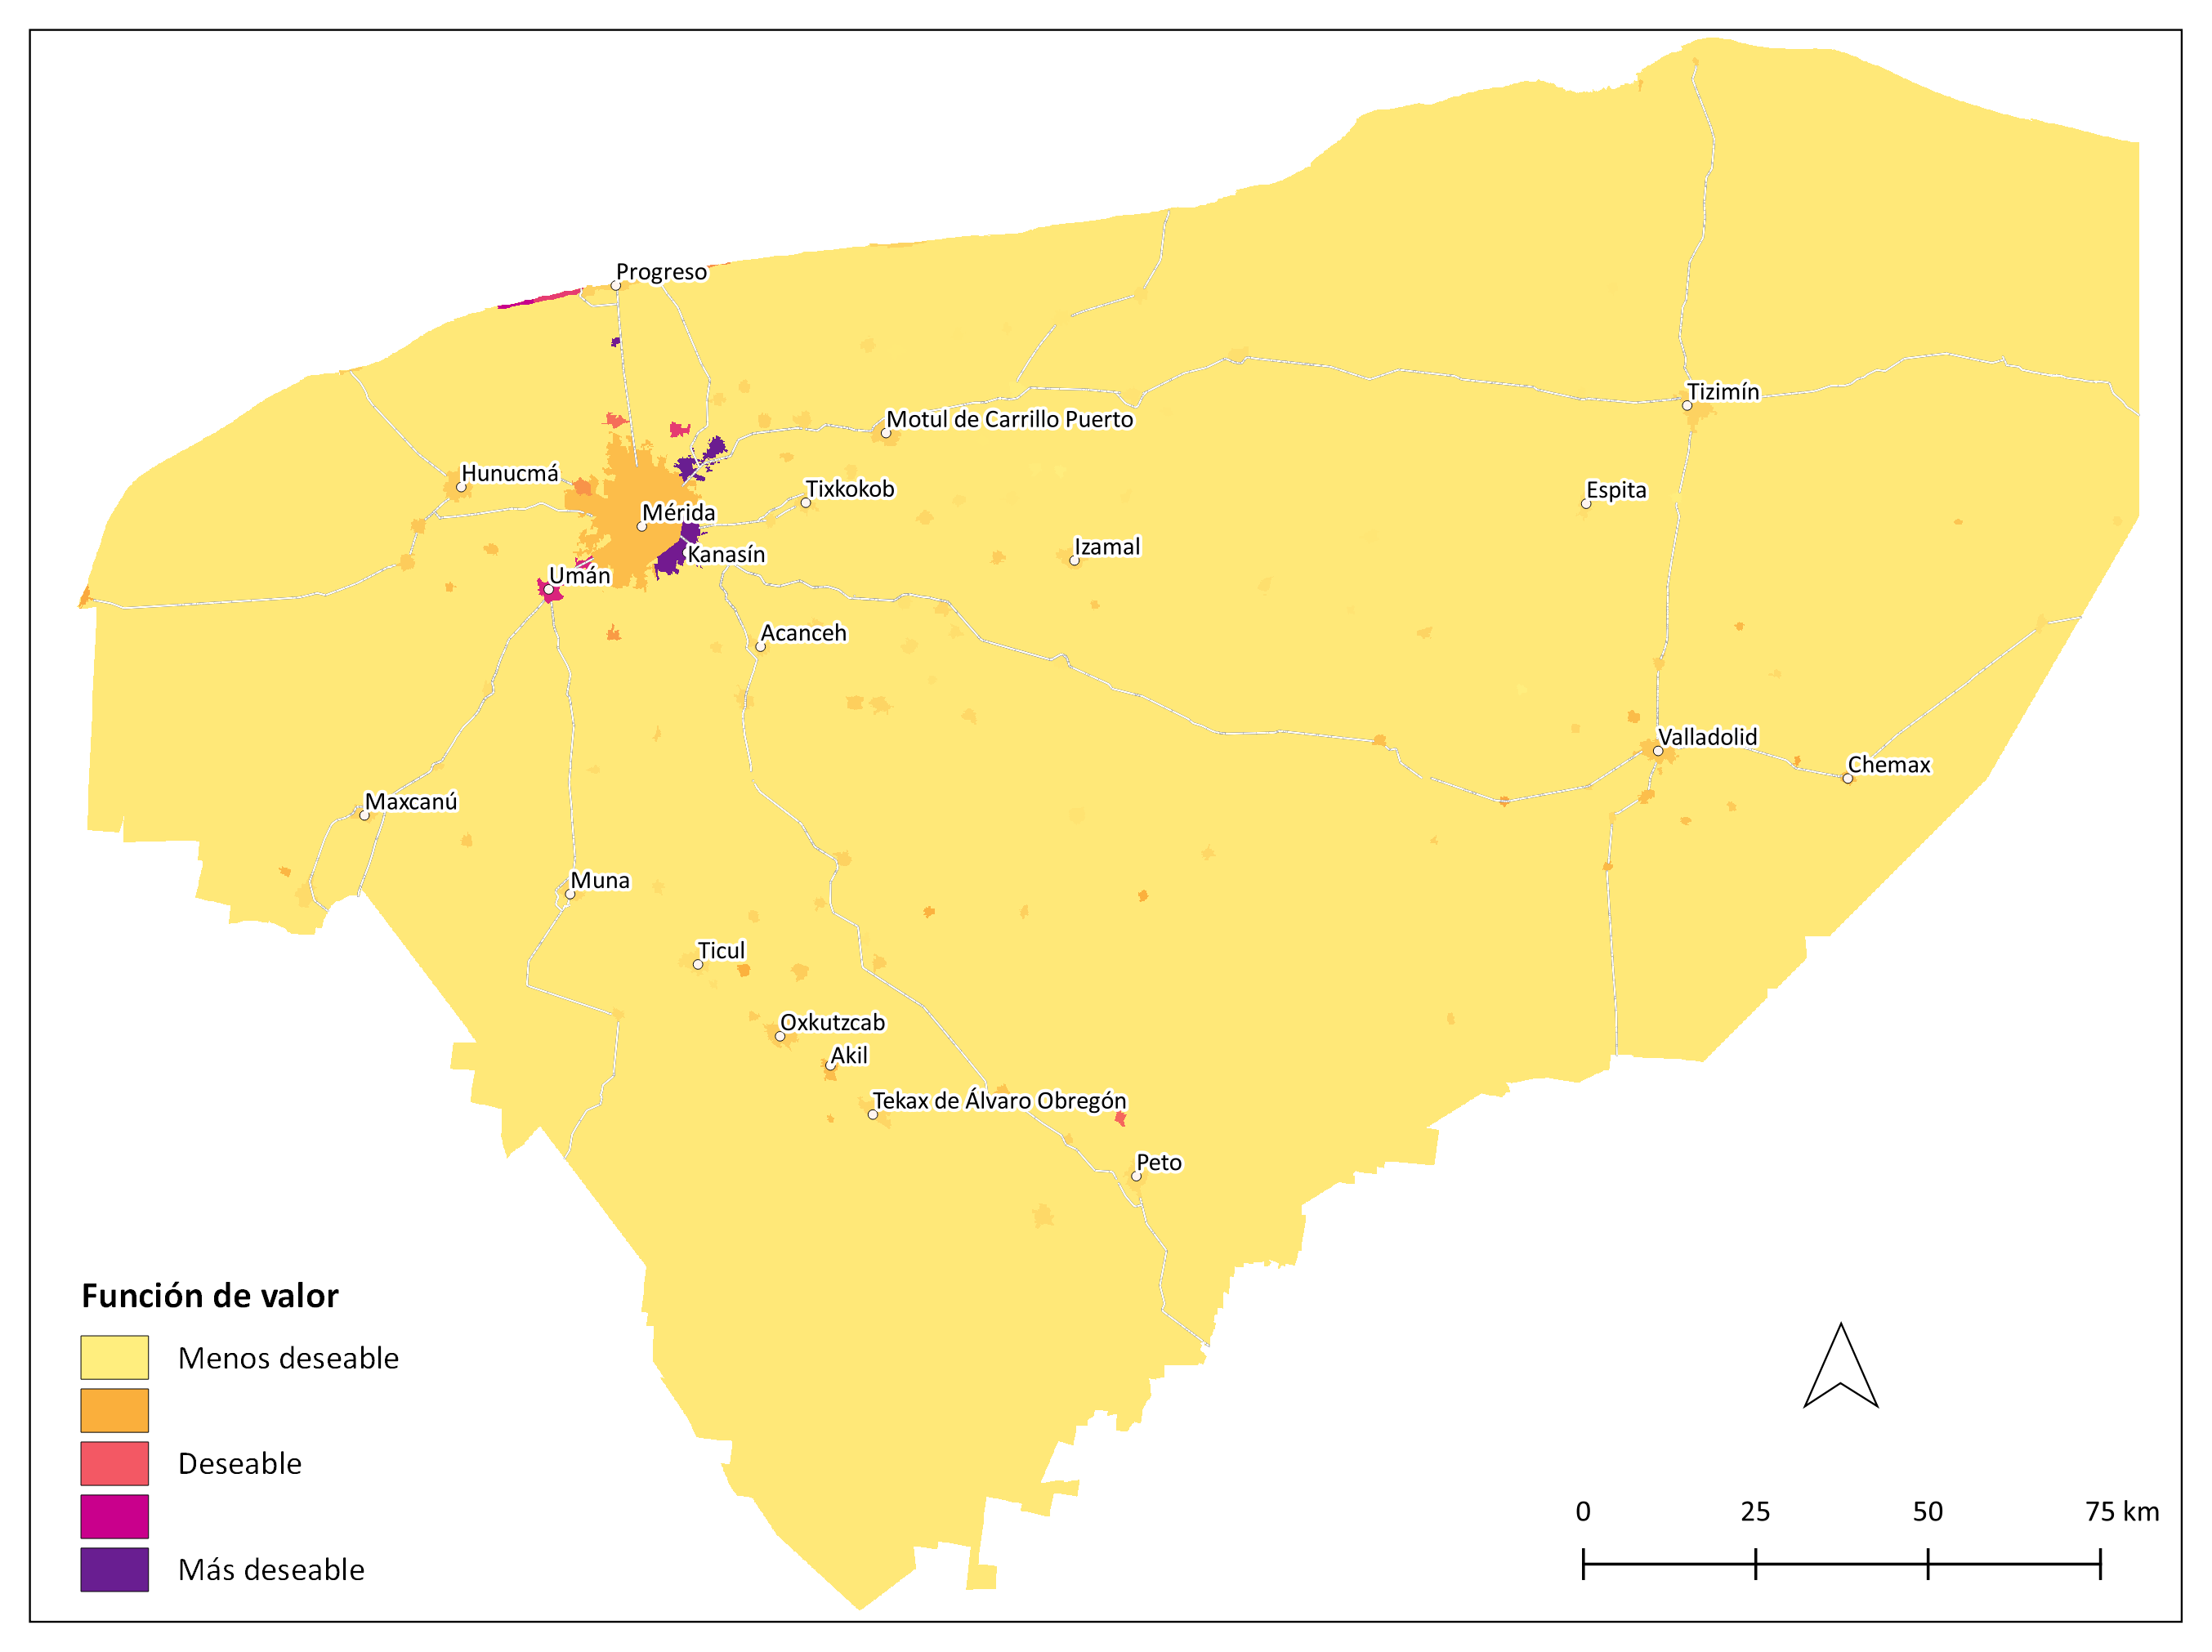 Progreso
Tizimín
Motul de Carrillo Puerto
Hunucmá
Tixkokob
Espita
Mérida
Izamal
Kanasín
Umán
Acanceh
Valladolid
Chemax
Maxcanú
Muna
Ticul
Oxkutzcab
Akil
Tekax de Álvaro Obregón
Peto
Función de valor
Menos deseable
Deseable
Más deseable
0 25 50 75 km